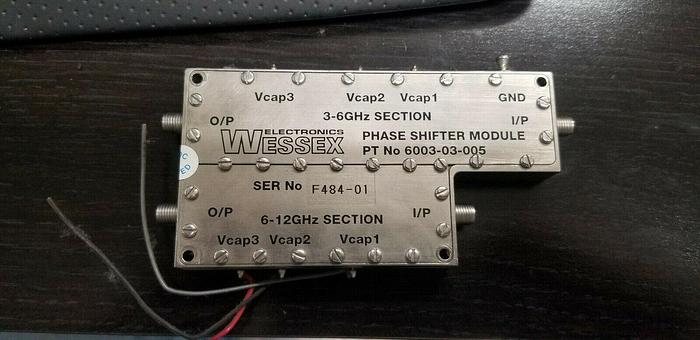 Vcap3 Vcap2 Vcap1 GND
3-6GHz SECTION
O/P I/P
ELECTRONICS
WESSEX
PHASE SHIFTER MODULE
PT No 6003-03-005
SER No F484-01
O/P I/P
6-12GHz SECTION
Vcap3 Vcap2 Vcap1